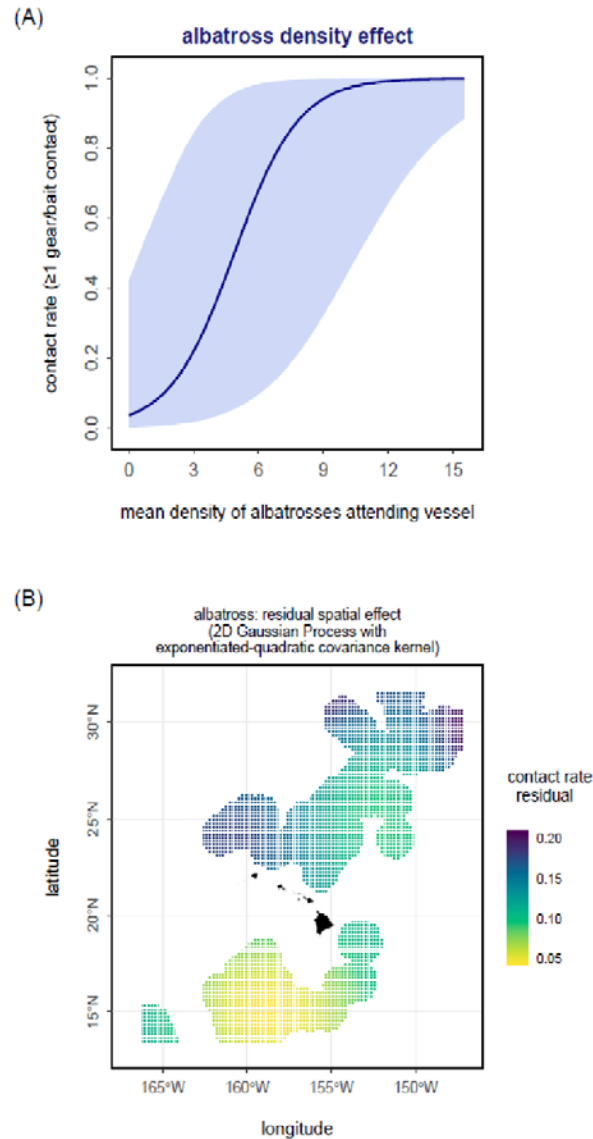 (A)
albatross density effect
contact rate (≥1 gear/bait contact)
1.0
0.8
0.6
0.4
0.2
0.0
0 3 6 9 12 15
mean density of albatrosses attending vessel
(B)
albatross: residual spatial effect
(2D Gaussian Process with
exponentiated-quadratic covariance kernel)
latitude
30°N
25°N
20°N
15°N
165°W 160°W 155°W 150°W
longitude
contact rate
residual
0.20
0.15
0.10
0.05